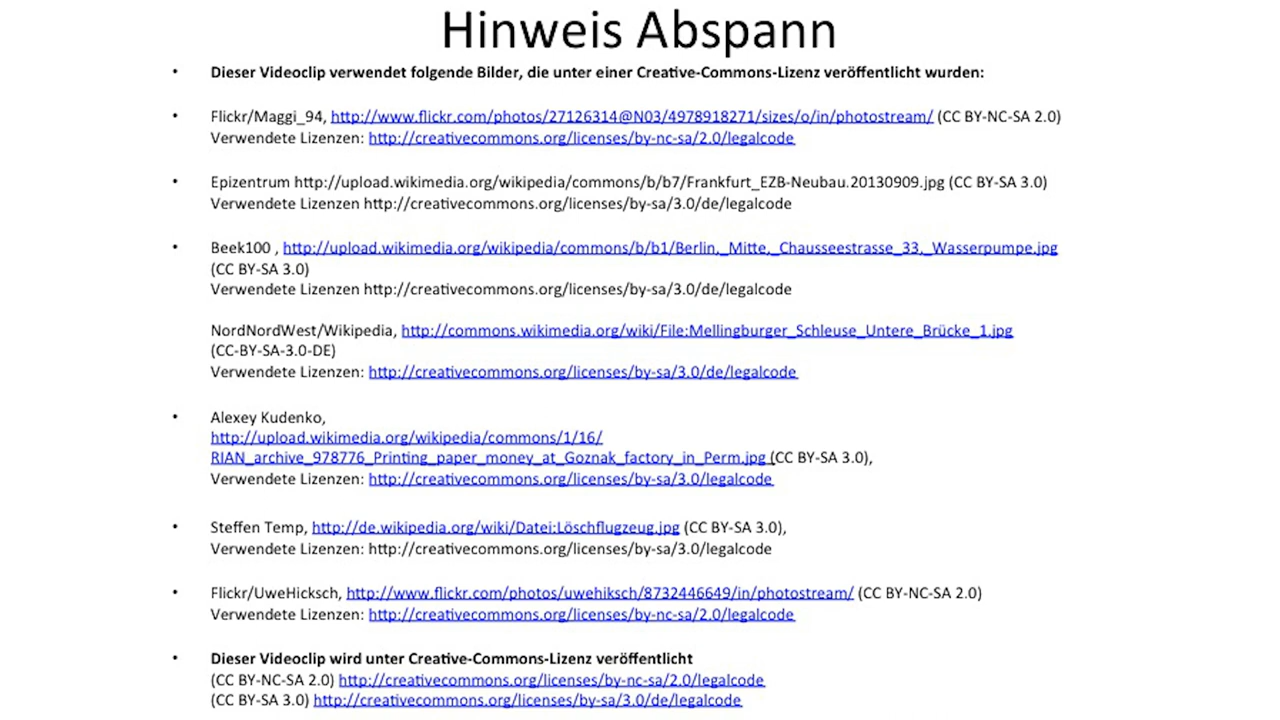 Hinweis Abspann
• Dieser Videoclip verwendet folgende Bilder, die unter einer Creative-Commons-Lizenz veröffentlicht wurden:
• Flickr/Maggi_94, http://www.flickr.com/photos/27126314@N03/4978918271/sizes/o/in/photostream/ (CC BY-NC-SA 2.0)
Verwendete Lizenzen: http://creativecommons.org/licenses/by-nc-sa/2.0/legalcode
• Epizentrum http://upload.wikimedia.org/wikipedia/commons/b/b7/Frankfurt_EZB-Neubau.20130909.jpg (CC BY-SA 3.0)
Verwendete Lizenzen http://creativecommons.org/licenses/by-sa/3.0/de/legalcode
• Beek100 , http://upload.wikimedia.org/wikipedia/commons/b/b1/Berlin,_Mitte,_Chausseestrasse_33,_Wasserpumpe.jpg
(CC BY-SA 3.0)
Verwendete Lizenzen http://creativecommons.org/licenses/by-sa/3.0/de/legalcode
NordNordWest/Wikipedia, http://commons.wikimedia.org/wiki/File:Mellingburger_Schleuse_Untere_Brücke_1.jpg
(CC-BY-SA-3.0-DE)
Verwendete Lizenzen: http://creativecommons.org/licenses/by-sa/3.0/de/legalcode
• Alexey Kudenko,
http://upload.wikimedia.org/wikipedia/commons/1/16/
RIAN_archive_978776_Printing_paper_money_at_Goznak_factory_in_Perm.jpg (CC BY-SA 3.0),
Verwendete Lizenzen: http://creativecommons.org/licenses/by-sa/3.0/legalcode
• Steffen Temp, http://de.wikipedia.org/wiki/Datei:Löschflugzeug.jpg (CC BY-SA 3.0),
Verwendete Lizenzen: http://creativecommons.org/licenses/by-sa/3.0/legalcode
• Flickr/UweHicksch, http://www.flickr.com/photos/uwehiksch/8732446649/in/photostream/ (CC BY-NC-SA 2.0)
Verwendete Lizenzen: http://creativecommons.org/licenses/by-nc-sa/2.0/legalcode
• Dieser Videoclip wird unter Creative-Commons-Lizenz veröffentlicht
(CC BY-NC-SA 2.0) http://creativecommons.org/licenses/by-nc-sa/2.0/legalcode
(CC BY-SA 3.0) http://creativecommons.org/licenses/by-sa/3.0/de/legalcode